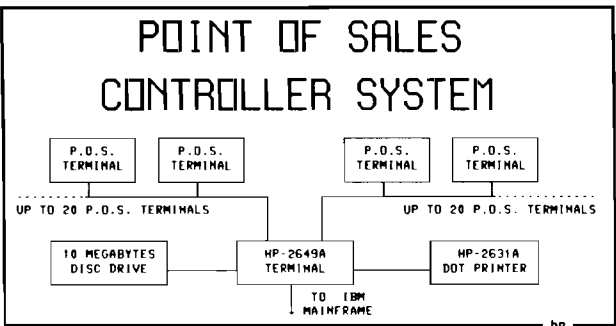 POINT OF SALES
CONTROLLER SYSTEM
P.O.S.
TERMINAL
P.O.S.
TERMINAL
P.O.S.
TERMINAL
P.O.S.
TERMINAL
UP TO 20 P.O.S. TERMINALS
UP TO 20 P.O.S. TERMINALS
10 MEGABYTES
DISC DRIVE
HP-2649A
TERMINAL
HP-2631A
DOT PRINTER
TO IBM
MAINFRAME
hp